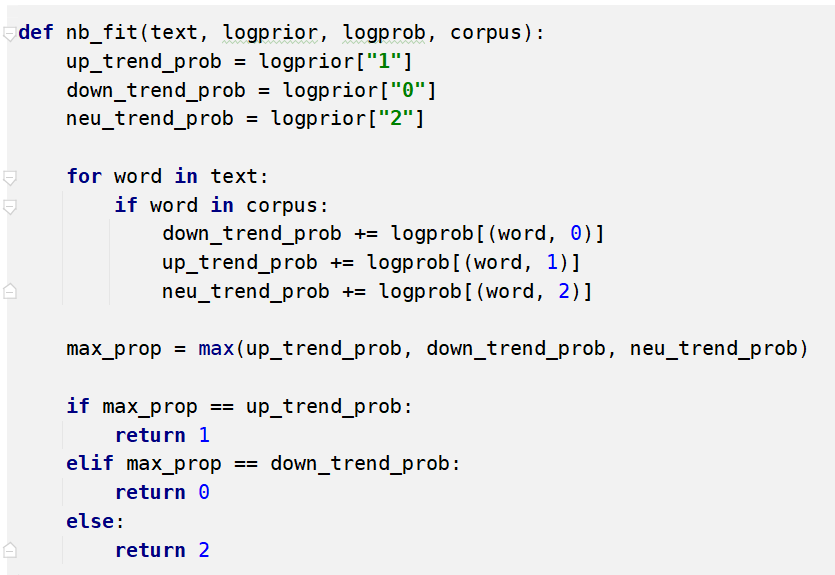 def nb_fit(text, logprior, logprob, corpus):
    up_trend_prob = logprior["1"]
    down_trend_prob = logprior["0"]
    neu_trend_prob = logprior["2"]

    for word in text:
        if word in corpus:
            down_trend_prob += logprob[(word, 0)]
            up_trend_prob += logprob[(word, 1)]
            neu_trend_prob += logprob[(word, 2)]

    max_prop = max(up_trend_prob, down_trend_prob, neu_trend_prob)

    if max_prop == up_trend_prob:
        return 1
    elif max_prop == down_trend_prob:
        return 0
    else:
        return 2